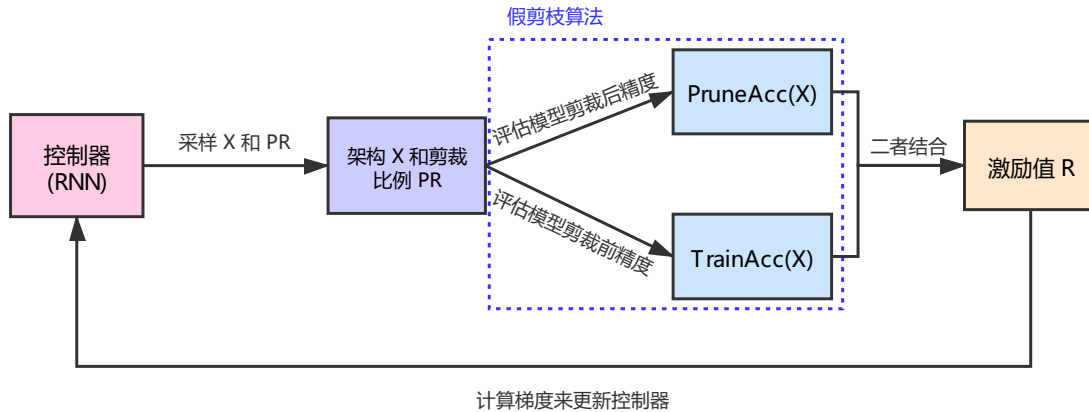 假剪枝算法
控制器
(RNN)
采样 X 和 PR
架构 X 和剪裁
比例 PR
评估模型剪裁后精度
评估模型剪裁前精度
PruneAcc(X)
TrainAcc(X)
二者结合
激励值 R
计算梯度来更新控制器